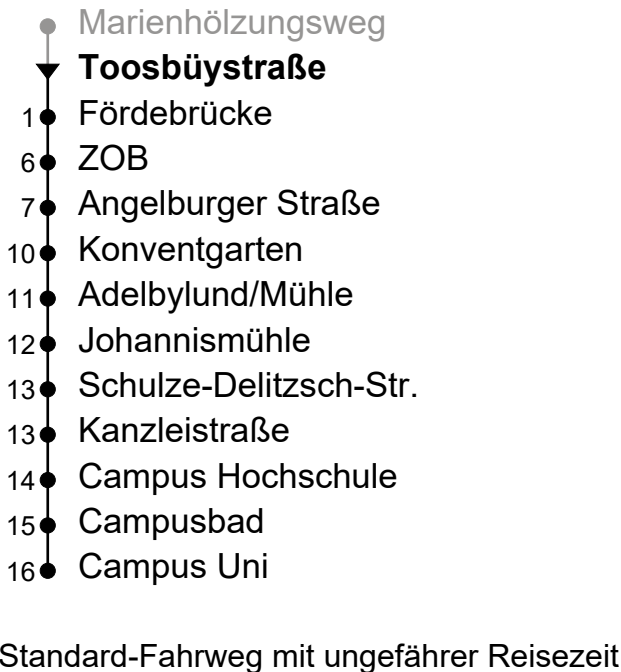 Marienhölzungsweg
Toosbüystraße
1 Fördebrücke
6 ZOB
7 Angelburger Straße
10 Konventgarten
11 Adelbylund/Mühle
12 Johannismühle
13 Schulze-Delitzsch-Str.
13 Kanzleistraße
14 Campus Hochschule
15 Campusbad
16 Campus Uni
Standard-Fahrweg mit ungefährer Reisezeit